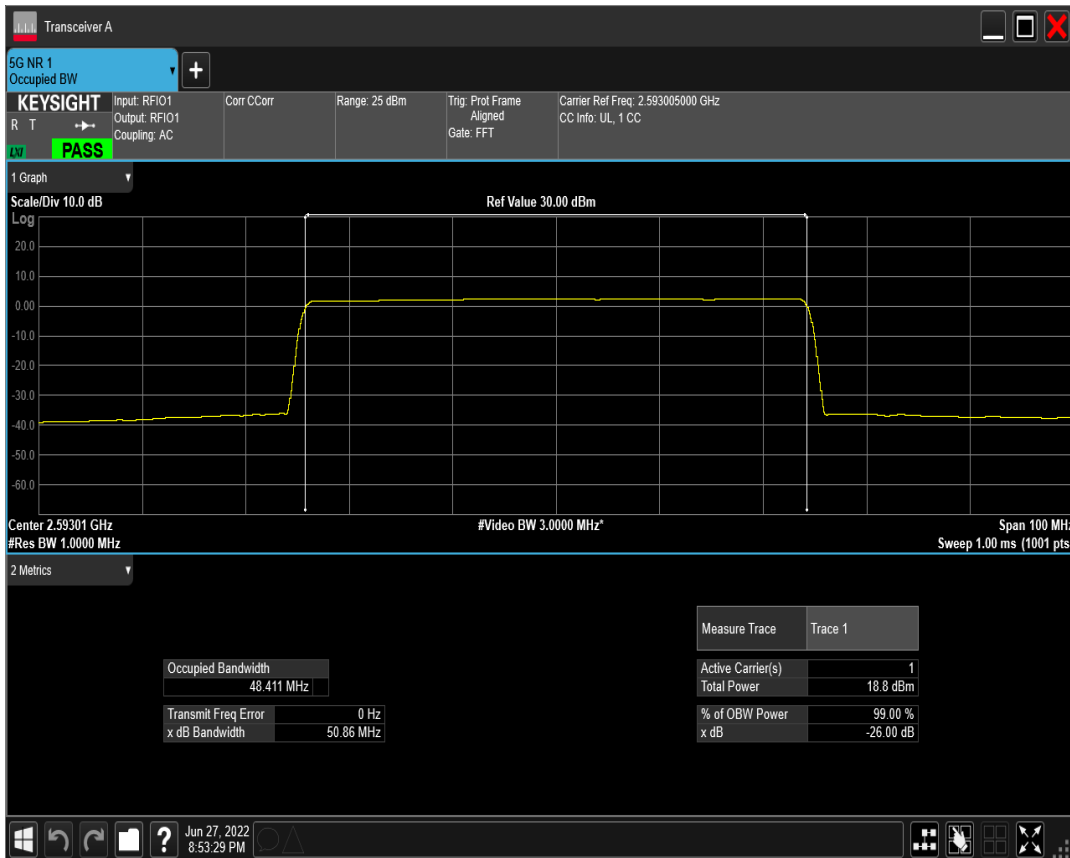 Transceiver A
5G NR 1
Occupied BW
+
KEYSIGHT
R T
LXI
PASS
Input: RFIO1
Output: RFIO1
Coupling: AC
Corr CCorr
Range: 25 dBm
Trig: Prot Frame
Aligned
Gate: FFT
Carrier Ref Freq: 2.593005000 GHz
CC Info: UL, 1 CC
1 Graph
Scale/Div 10.0 dB
Ref Value 30.00 dBm
Log
20.0
10.0
0.00
-10.0
-20.0
-30.0
-40.0
-50.0
-60.0
Center 2.59301 GHz
#Video BW 3.0000 MHz*
Span 100 MHz
#Res BW 1.0000 MHz
Sweep 1.00 ms (1001 pts
2 Metrics
Measure Trace Trace 1
Occupied Bandwidth
48.411 MHz
Active Carrier(s) 1
Total Power 18.8 dBm
Transmit Freq Error 0 Hz
x dB Bandwidth 50.86 MHz
% of OBW Power 99.00 %
x dB -26.00 dB
?
Jun 27, 2022
8:53:29 PM